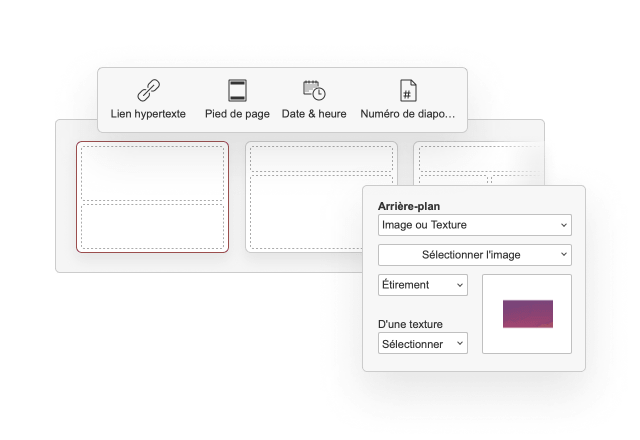 Lien hypertexte
Pied de page
Date & heure
Numéro de diapo…
Arrière-plan
Image ou Texture
Sélectionner l'image
Étirement
D'une texture
Sélectionner